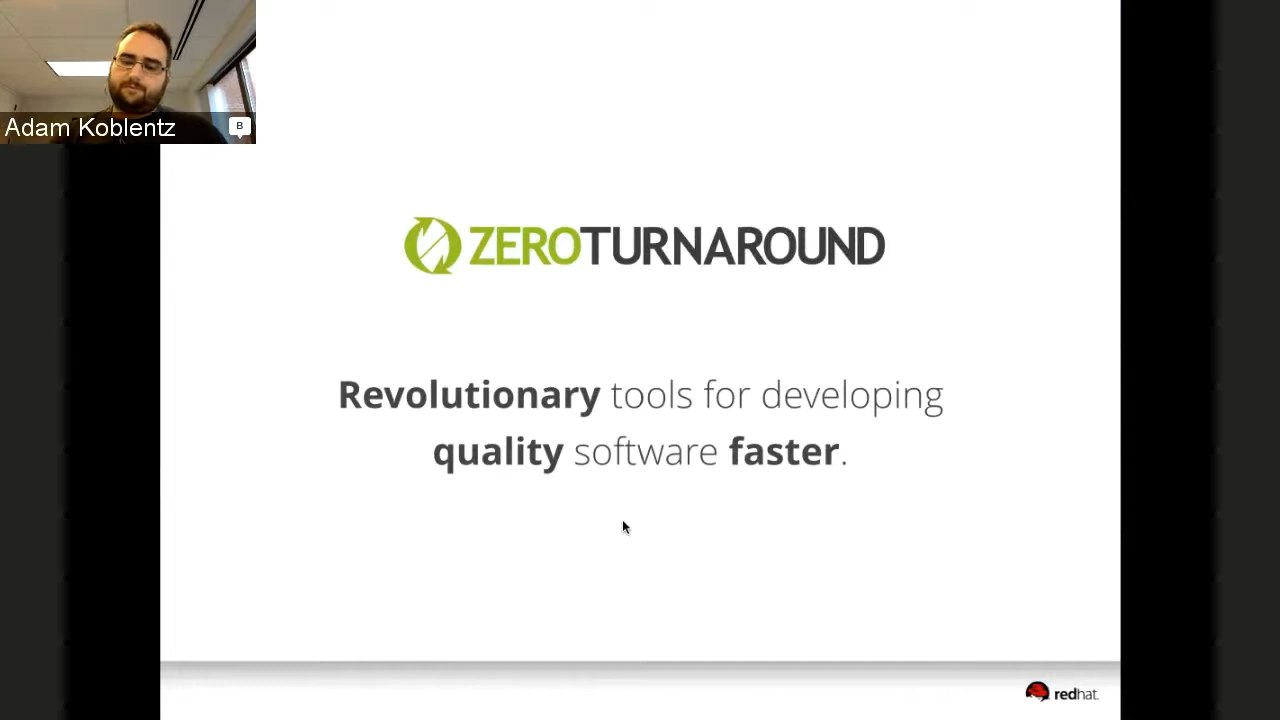 Adam Koblentz
B
ZEROTURNAROUND
Revolutionary tools for developing
quality software faster.
redhat.